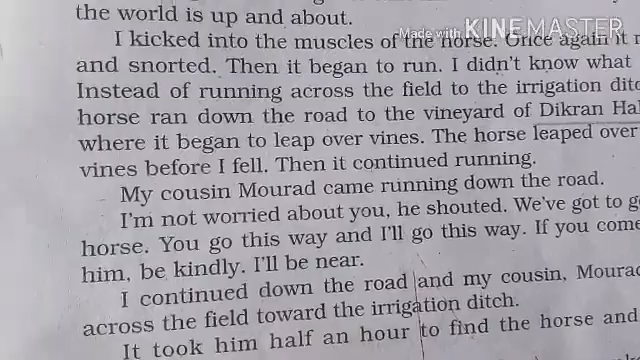 the world is up and about.
Made with KINEMASTER
I kicked into the muscles of the horse. Once again it
and snorted. Then it began to run. I didn't know what
Instead of running across the field to the irrigation ditc
horse ran down the road to the vineyard of Dikran Hal
where it began to leap over vines. The horse leaped over
vines before I fell. Then it continued running.
My cousin Mourad came running down the road.
I'm not worried about you, he shouted. We've got to g
horse. You go this way and I'll go this way. If you come
him, be kindly. I'll be near.
I continued down the road and my cousin, Mourad
across the field toward the irrigation ditch.
It took him half an hour to find the horse and